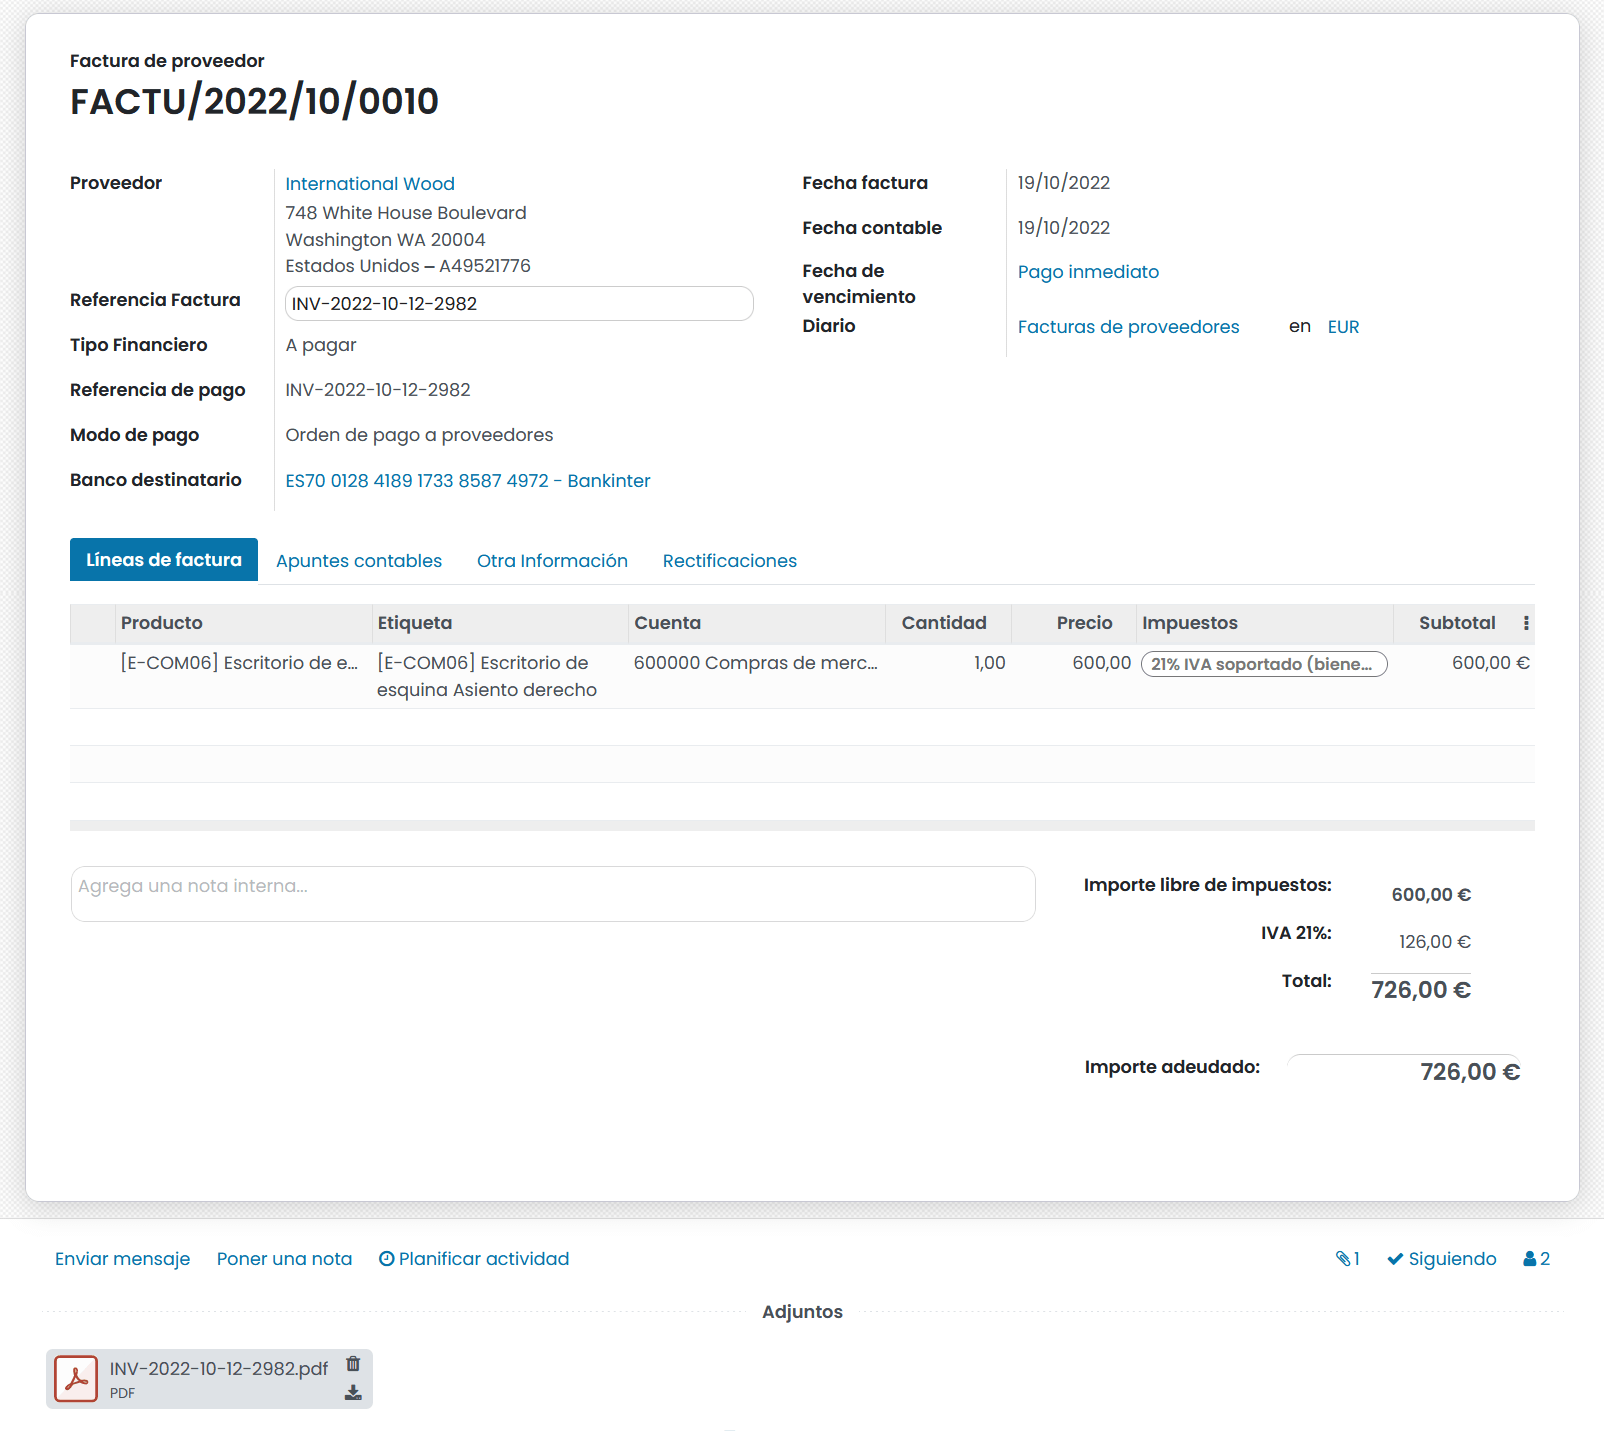 Factura de proveedor
FACTU/2022/10/0010
Proveedor
International Wood
748 White House Boulevard
Washington WA 20004
Estados Unidos – A49521776
Referencia Factura
INV-2022-10-12-2982
Tipo Financiero
A pagar
Referencia de pago
INV-2022-10-12-2982
Modo de pago
Orden de pago a proveedores
Banco destinatario
ES70 0128 4189 1733 8587 4972 - Bankinter
Fecha factura
19/10/2022
Fecha contable
19/10/2022
Fecha de
vencimiento
Pago inmediato
Diario
Facturas de proveedores en EUR
Líneas de factura Apuntes contables Otra Información Rectificaciones
Producto Etiqueta Cuenta Cantidad Precio Impuestos Subtotal
[E-COM06] Escritorio de e... [E-COM06] Escritorio de 600000 Compras de merc... 1,00 600,00 21% IVA soportado (biene... 600,00 €
esquina Asiento derecho
Agrega una nota interna...
Importe libre de impuestos: 600,00 €
IVA 21%: 126,00 €
Total: 726,00 €
Importe adeudado: 726,00 €
Enviar mensaje Poner una nota Planificar actividad 1 Siguiendo 2
Adjuntos
INV-2022-10-12-2982.pdf
PDF